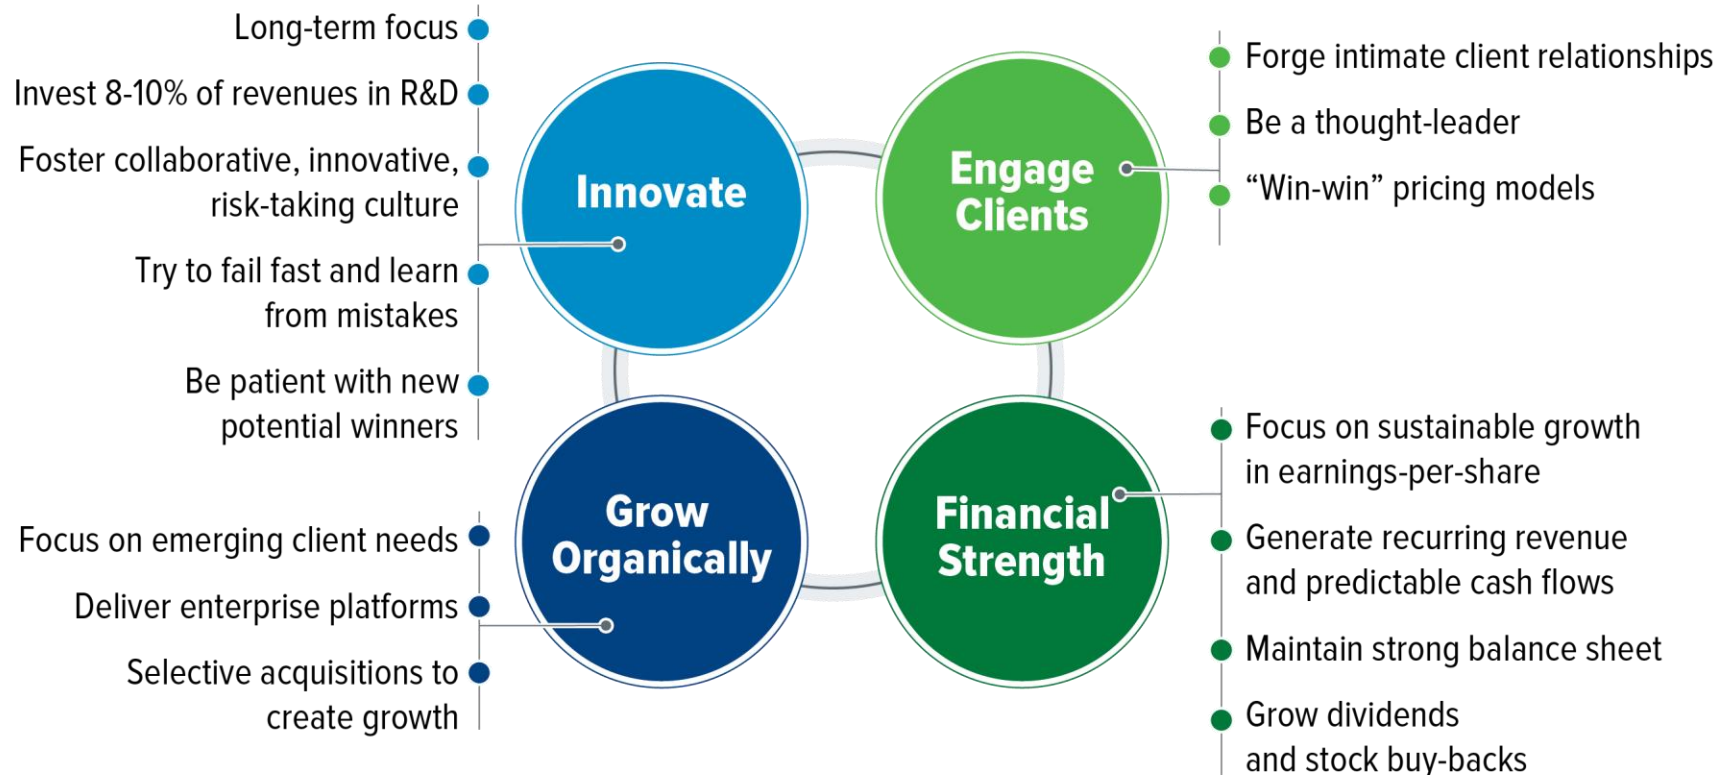 Long-term focus
Invest 8-10% of revenues in R&D
Foster collaborative, innovative,
risk-taking culture
Try to fail fast and learn
from mistakes
Be patient with new
potential winners
Innovate
Engage
Clients
Forge intimate client relationships
Be a thought-leader
“Win-win” pricing models
Focus on emerging client needs
Deliver enterprise platforms
Selective acquisitions to
create growth
Grow
Organically
Financial
Strength
Focus on sustainable growth
in earnings-per-share
Generate recurring revenue
and predictable cash flows
Maintain strong balance sheet
Grow dividends
and stock buy-backs